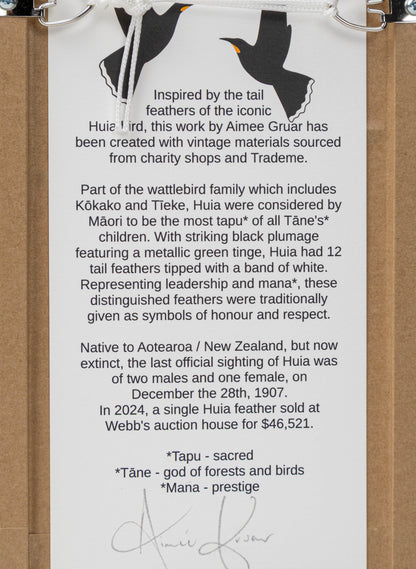 Inspired by the tail
feathers of the iconic
Huia Bird, this work by Aimee Gruar has
been created with vintage materials sourced
from charity shops and Trademe.
Part of the wattlebird family which includes
Kōkako and Tīeke, Huia were considered by
Māori to be the most tapu* of all Tāne's*
children. With striking black plumage
featuring a metallic green tinge, Huia had 12
tail feathers tipped with a band of white.
Representing leadership and mana*, these
distinguished feathers were traditionally
given as symbols of honour and respect.
Native to Aotearoa / New Zealand, but now
extinct, the last official sighting of Huia was
of two males and one female, on
December the 28th, 1907.
In 2024, a single Huia feather sold at
Webb's auction house for $46,521.
*Tapu - sacred
*Tāne - god of forests and birds
*Mana - prestige
Aimée Gruar